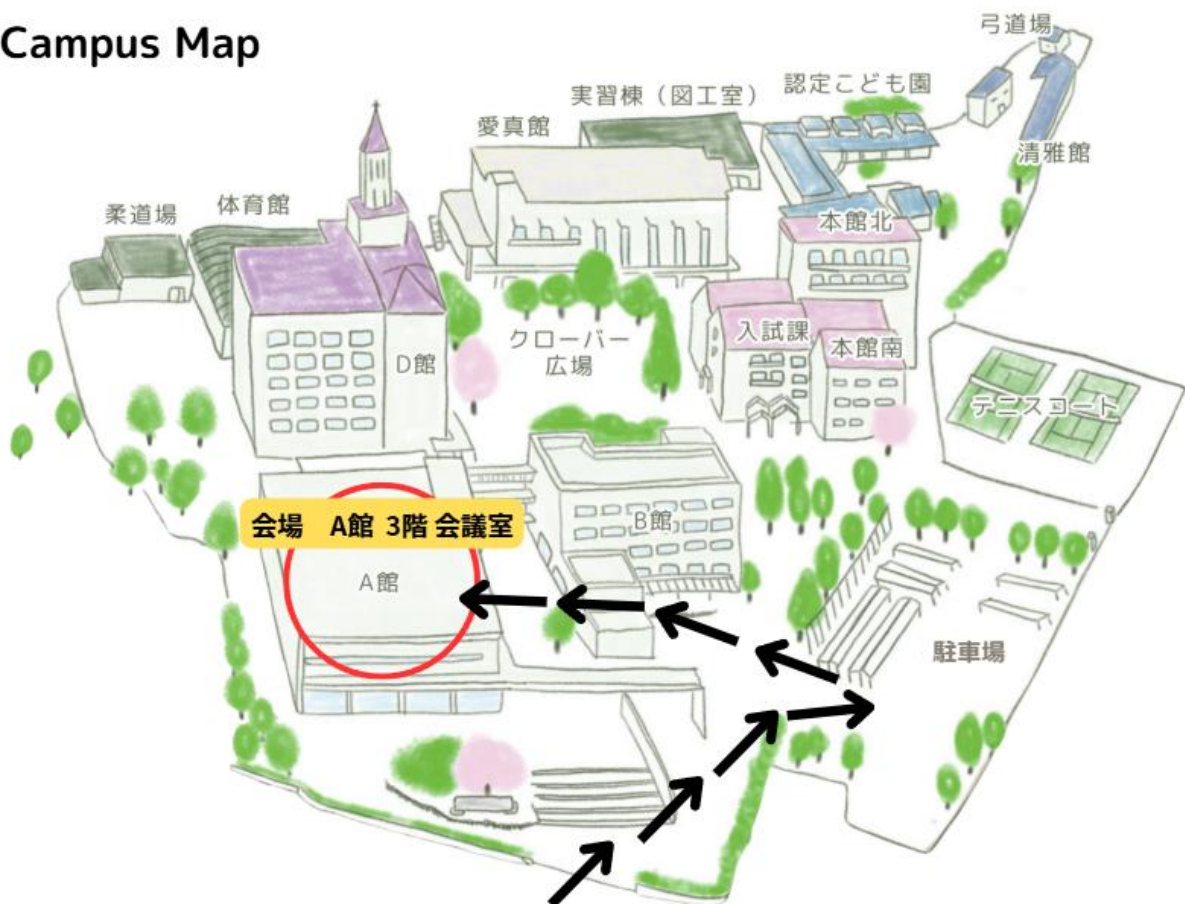 Campus Map
弓道場
認定こども園
実習棟（図工室）
愛真館
清雅館
体育館
柔道場
本館北
入試課
本館南
クローバー
広場
D館
テニスコート
会場　A館 3階 会議室
B館
A館
駐車場